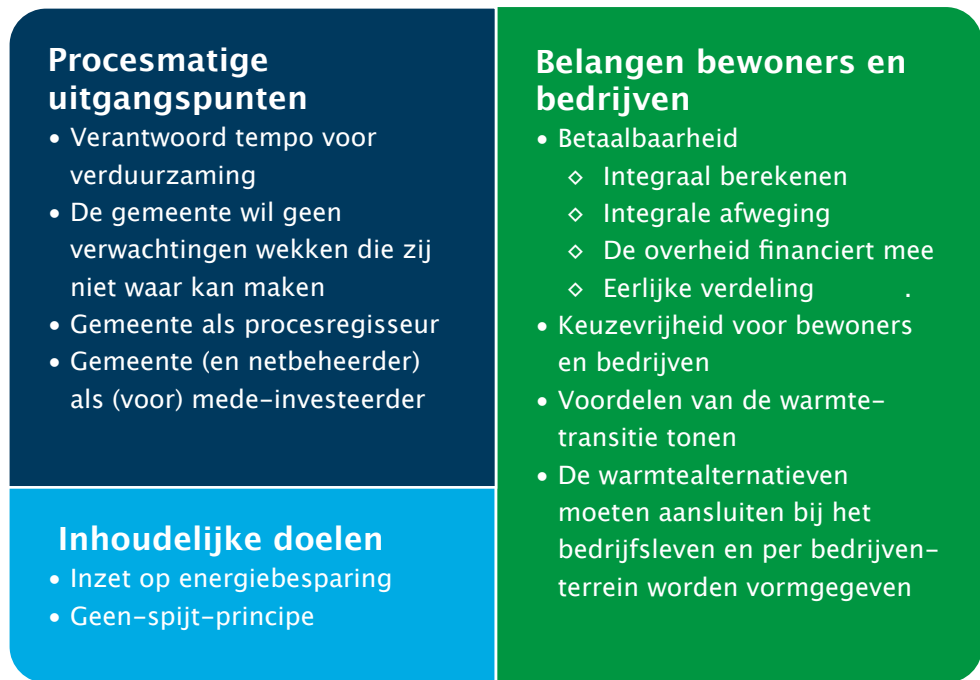 Procesmatige
uitgangspunten
• Verantwoord tempo voor
verduurzaming
• De gemeente wil geen
verwachtingen wekken die zij
niet waar kan maken
• Gemeente als procesregisseur
• Gemeente (en netbeheerder)
als (voor) mede-investeerder
Inhoudelijke doelen
• Inzet op energiebesparing
• Geen-spijt-principe
Belangen bewoners en
bedrijven
• Betaalbaarheid
◇ Integraal berekenen
◇ Integrale afweging
◇ De overheid financiert mee
◇ Eerlijke verdeling .
• Keuzevrijheid voor bewoners
en bedrijven
• Voordelen van de warmte-
transitie tonen
• De warmtealternatieven
moeten aansluiten bij het
bedrijfsleven en per bedrijven-
terrein worden vormgegeven